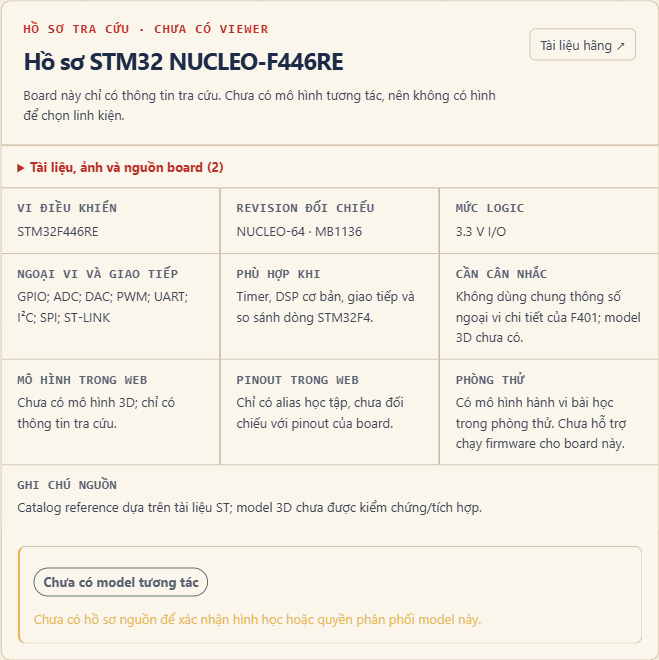 HỒ SƠ TRA CỨU · CHƯA CÓ VIEWER
Hồ sơ STM32 NUCLEO-F446RE
Tài liệu hãng ↗
Board này chỉ có thông tin tra cứu. Chưa có mô hình tương tác, nên không có hình
để chọn linh kiện.
▶ Tài liệu, ảnh và nguồn board (2)
VI ĐIỀU KHIỂN
STM32F446RE
REVISION ĐỐI CHIẾU
NUCLEO-64 · MB1136
MỨC LOGIC
3.3 V I/O
NGOẠI VI VÀ GIAO TIẾP
GPIO; ADC; DAC; PWM; UART;
I²C; SPI; ST-LINK
PHÙ HỢP KHI
Timer, DSP cơ bản, giao tiếp và
so sánh dòng STM32F4.
CẦN CÂN NHẮC
Không dùng chung thông số
ngoại vi chi tiết của F401; model
3D chưa có.
MÔ HÌNH TRONG WEB
Chưa có mô hình 3D; chỉ có
thông tin tra cứu.
PINOUT TRONG WEB
Chỉ có alias học tập, chưa đối
chiếu với pinout của board.
PHÒNG THỬ
Có mô hình hành vi bài học
trong phòng thử. Chưa hỗ trợ
chạy firmware cho board này.
GHI CHÚ NGUỒN
Catalog reference dựa trên tài liệu ST; model 3D chưa được kiểm chứng/tích hợp.
Chưa có model tương tác
Chưa có hồ sơ nguồn để xác nhận hình học hoặc quyền phân phối model này.